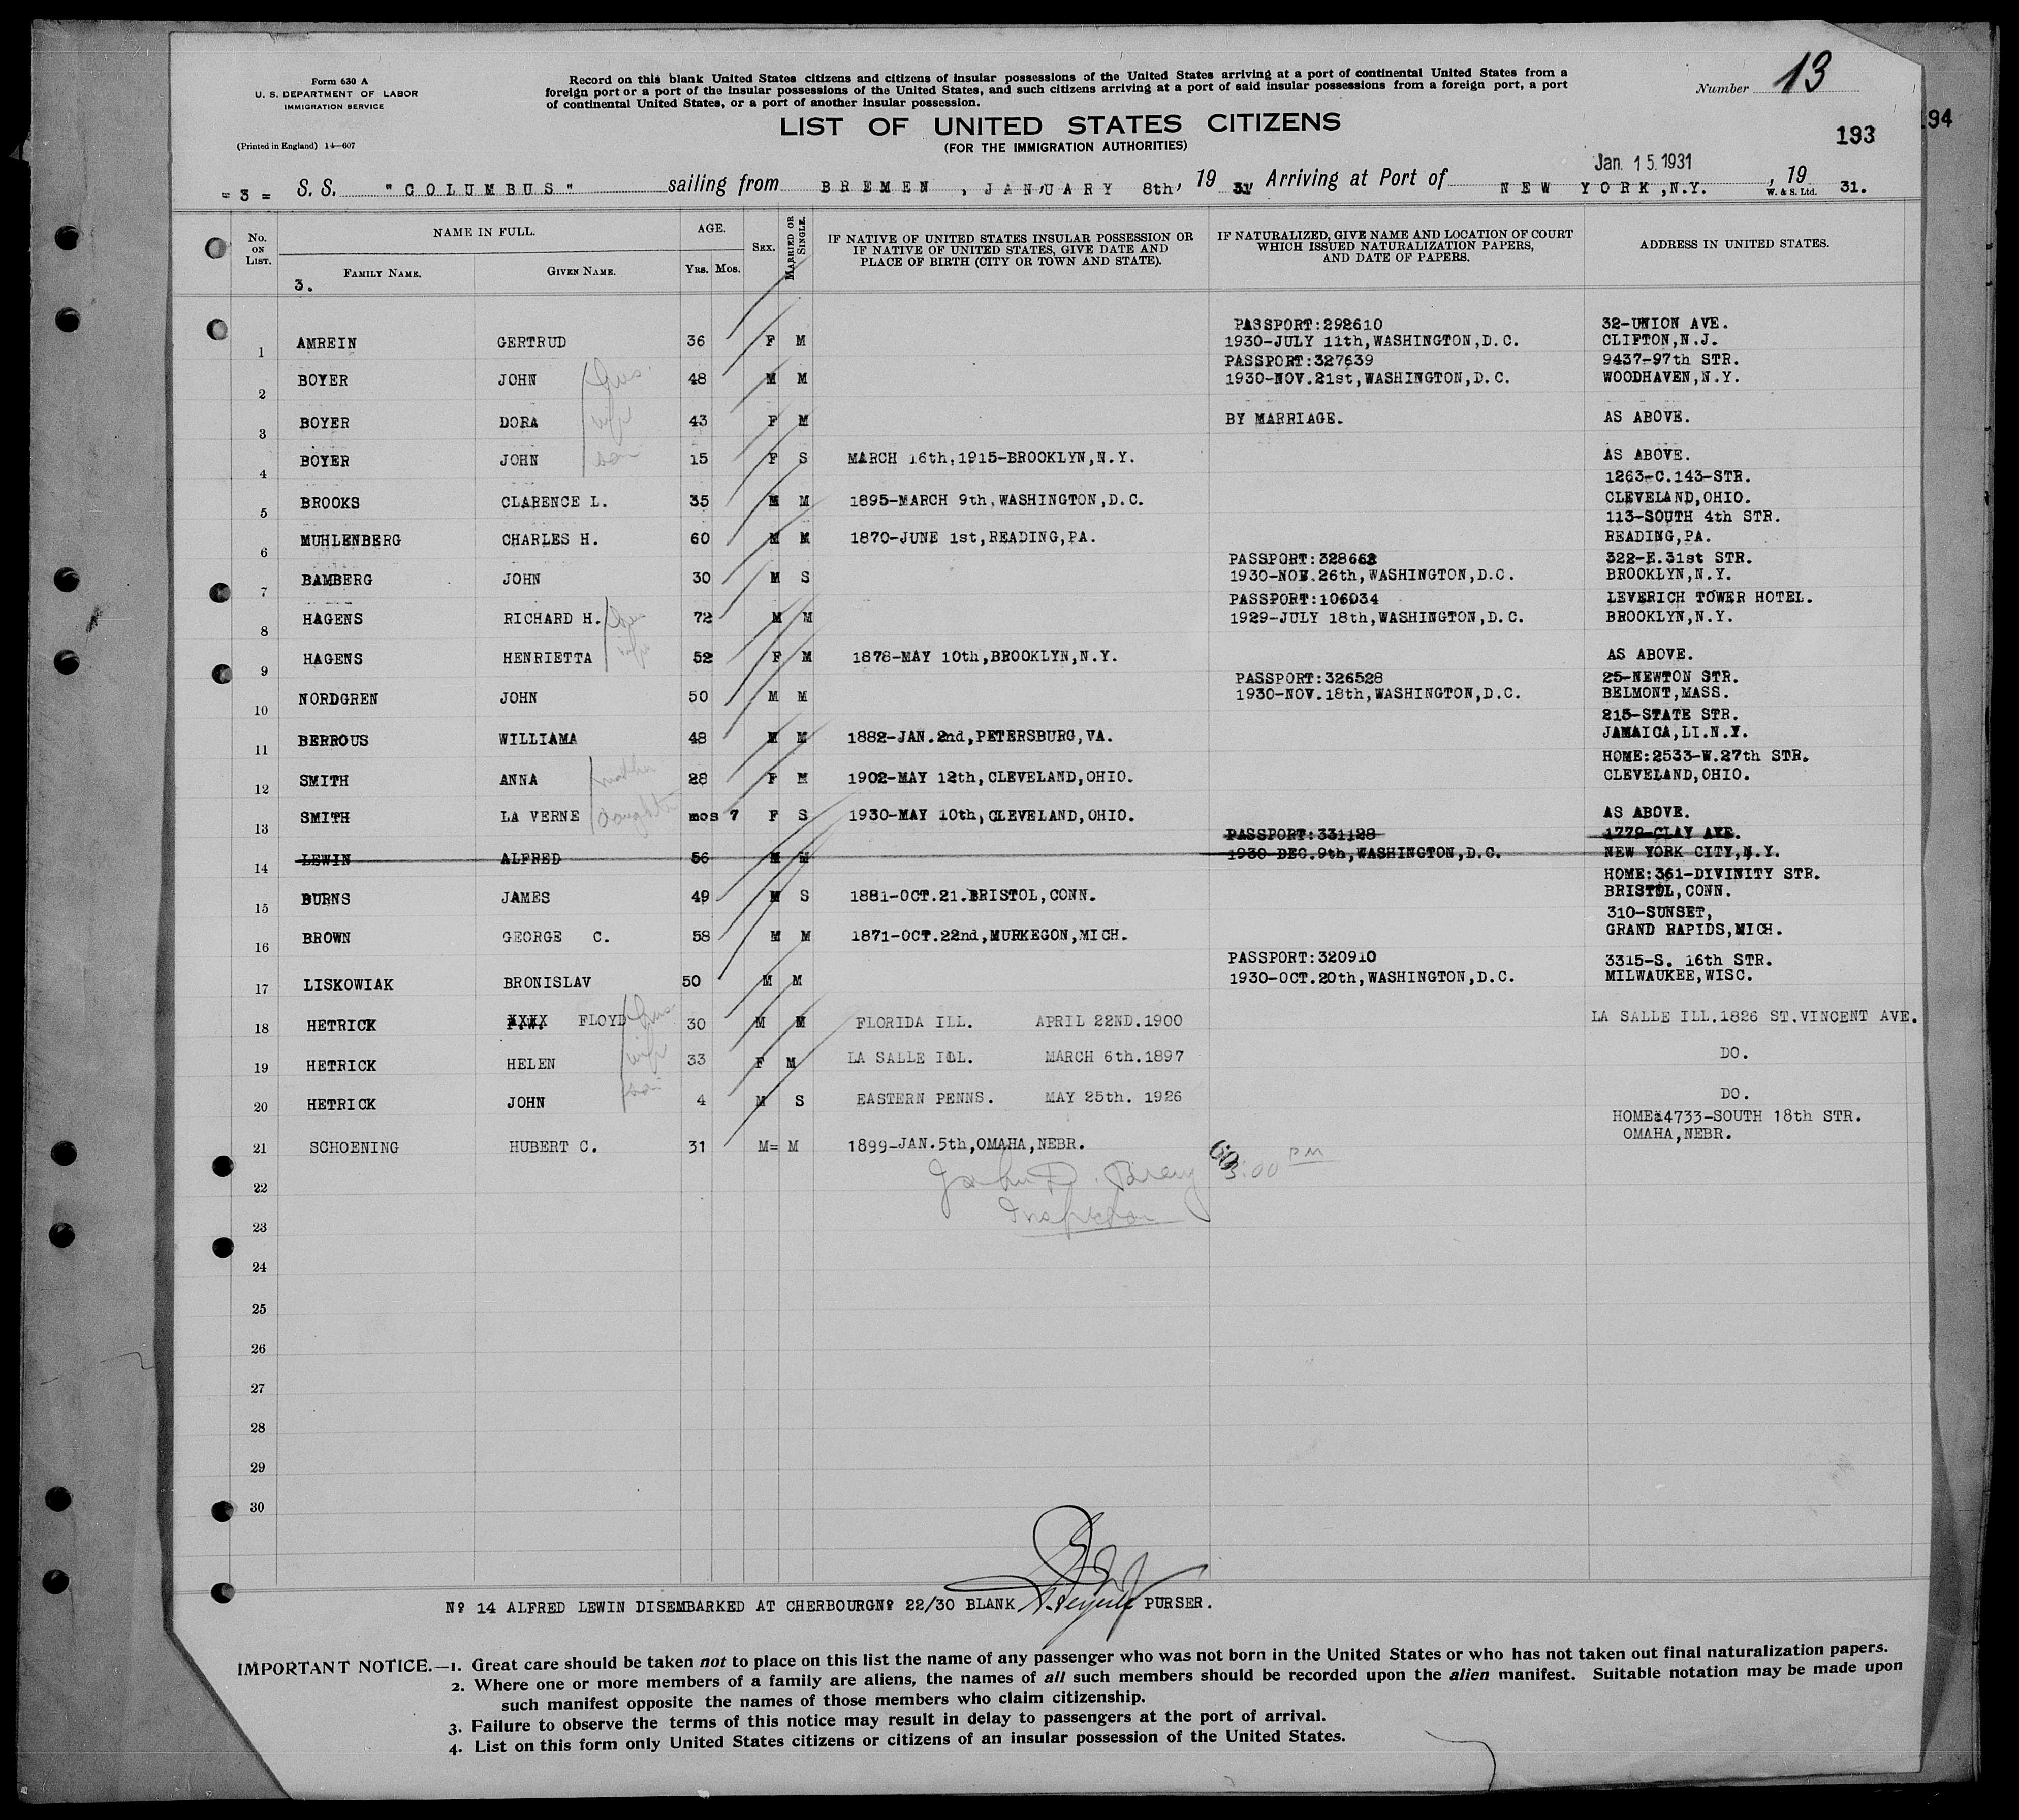 Form 630 A
U. S. DEPARTMENT OF LABOR
IMMIGRATION SERVICE
(Printed in England) 14—607
Record on this blank United States citizens and citizens of insular possessions of the United States arriving at a port of continental United States from a
foreign port or a port of the insular possessions of the United States, and such citizens arriving at a port of said insular possessions from a foreign port, a port
of continental United States, or a port of another insular possession.
Number 13
LIST OF UNITED STATES CITIZENS
(FOR THE IMMIGRATION AUTHORITIES)
193
194
Jan. 15. 1931
= 3 = S. S. "COLUMBUS" sailing from BREMEN, JANUARY 8th, 19 31, Arriving at Port of NEW YORK, N.Y. , 19 31.
W. & S. Ltd.
No. ON LIST. NAME IN FULL. AGE. SEX. MARRIED OR SINGLE. IF NATIVE OF UNITED STATES INSULAR POSSESSION OR IF NATIVE OF UNITED STATES, GIVE DATE AND PLACE OF BIRTH (CITY OR TOWN AND STATE). IF NATURALIZED, GIVE NAME AND LOCATION OF COURT WHICH ISSUED NATURALIZATION PAPERS, AND DATE OF PAPERS. ADDRESS IN UNITED STATES.
FAMILY NAME. GIVEN NAME. YRS. MOS.
3.
PASSPORT:292610 32-UNION AVE.
1 AMREIN GERTRUD 36 F M 1930-JULY 11th,WASHINGTON,D.C. CLIFTON,N.J.
PASSPORT:327639 9437-97th STR.
2 BOYER JOHN hus. 48 M M 1930-NOV.21st,WASHINGTON,D.C. WOODHAVEN,N.Y.
3 BOYER DORA wife 43 F M BY MARRIAGE. AS ABOVE.
4 BOYER JOHN son 15 F S MARCH 16th,1915-BROOKLYN,N.Y. AS ABOVE.
1263-C.143-STR.
5 BROOKS CLARENCE L. 35 M M 1895-MARCH 9th,WASHINGTON,D.C. CLEVELAND,OHIO.
113-SOUTH 4th STR.
6 MUHLENBERG CHARLES H. 60 M M 1870-JUNE 1st,READING,PA. READING,PA.
PASSPORT:328663 322-E.31st STR.
7 BAMBERG JOHN 30 M S 1930-NOV.26th,WASHINGTON,D.C. BROOKLYN,N.Y.
PASSPORT:106034 LEVERICH TOWER HOTEL.
8 HAGENS RICHARD H. hus 72 M M 1929-JULY 18th,WASHINGTON,D.C. BROOKLYN,N.Y.
9 HAGENS HENRIETTA wife 52 F M 1878-MAY 10th,BROOKLYN,N.Y. AS ABOVE.
PASSPORT:326528 25-NEWTON STR.
10 NORDGREN JOHN 50 M M 1930-NOV.18th,WASHINGTON,D.C. BELMONT,MASS.
215-STATE STR.
11 BERROUS WILLIAMA 48 M M 1882-JAN.2nd,PETERSBURG,VA. JAMAICA,LI.N.Y.
HOME:2533-W.27th STR.
12 SMITH ANNA mother 28 F M 1902-MAY 12th,CLEVELAND,OHIO. CLEVELAND,OHIO.
13 SMITH LA VERNE daughter mos 7 F S 1930-MAY 10th,CLEVELAND,OHIO. AS ABOVE.
PASSPORT:331128 1772-CLAY AXE.
14 LEWIN ALFRED 56 M M 1930 DEC.9th,WASHINGTON,D.C. NEW YORK CITY,N.Y.
HOME:361-DIVINITY STR.
15 BURNS JAMES 49 M S 1881-OCT.21.BRISTOL,CONN. BRISTOL,CONN.
310-SUNSET,
16 BROWN GEORGE C. 58 M M 1871-OCT.22nd,MURKEGON,MICH. GRAND RAPIDS,MICH.
PASSPORT:320910 3315-S. 16th STR.
17 LISKOWIAK BRONISLAV 50 M M 1930-OCT.20th,WASHINGTON,D.C. MILWAUKEE,WISC.
18 HETRICK FLOYD hus 30 M M FLORIDA ILL. APRIL 22ND.1900 LA SALLE ILL.1826 ST.VINCENT AVE.
19 HETRICK HELEN wife 33 F M LA SALLE ILL. MARCH 6th.1897 DO.
20 HETRICK JOHN son 4 M S EASTERN PENNS. MAY 25th. 1926 DO.
HOME:4733-SOUTH 18th STR.
21 SCHOENING HUBERT C. 31 M= M 1899-JAN.5th,OMAHA,NEBR. OMAHA,NEBR.
22 John D. 3:00 PM
Inspector
23
24
25
26
27
28
29
30
Nº 14 ALFRED LEWIN DISEMBARKED AT CHERBOURGNº 22/30 BLANK PURSER.
IMPORTANT NOTICE.—1. Great care should be taken not to place on this list the name of any passenger who was not born in the United States or who has not taken out final naturalization papers.
2. Where one or more members of a family are aliens, the names of all such members should be recorded upon the alien manifest. Suitable notation may be made upon
such manifest opposite the names of those members who claim citizenship.
3. Failure to observe the terms of this notice may result in delay to passengers at the port of arrival.
4. List on this form only United States citizens or citizens of an insular possession of the United States.